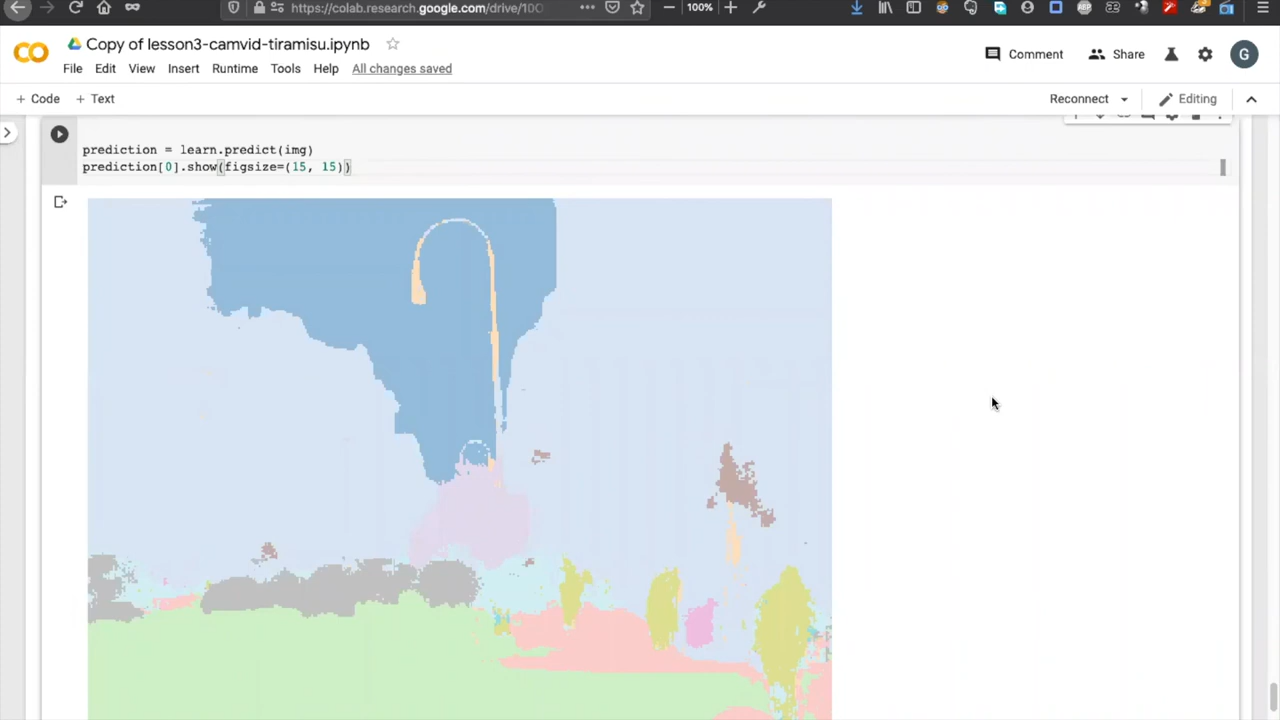 https://colab.research.google.com/drive/100
100%
Copy of lesson3-camvid-tiramisu.ipynb
Comment
Share
G
File Edit View Insert Runtime Tools Help All changes saved
+ Code + Text
Reconnect
Editing
prediction = learn.predict(img)
prediction[0].show(figsize=(15, 15))